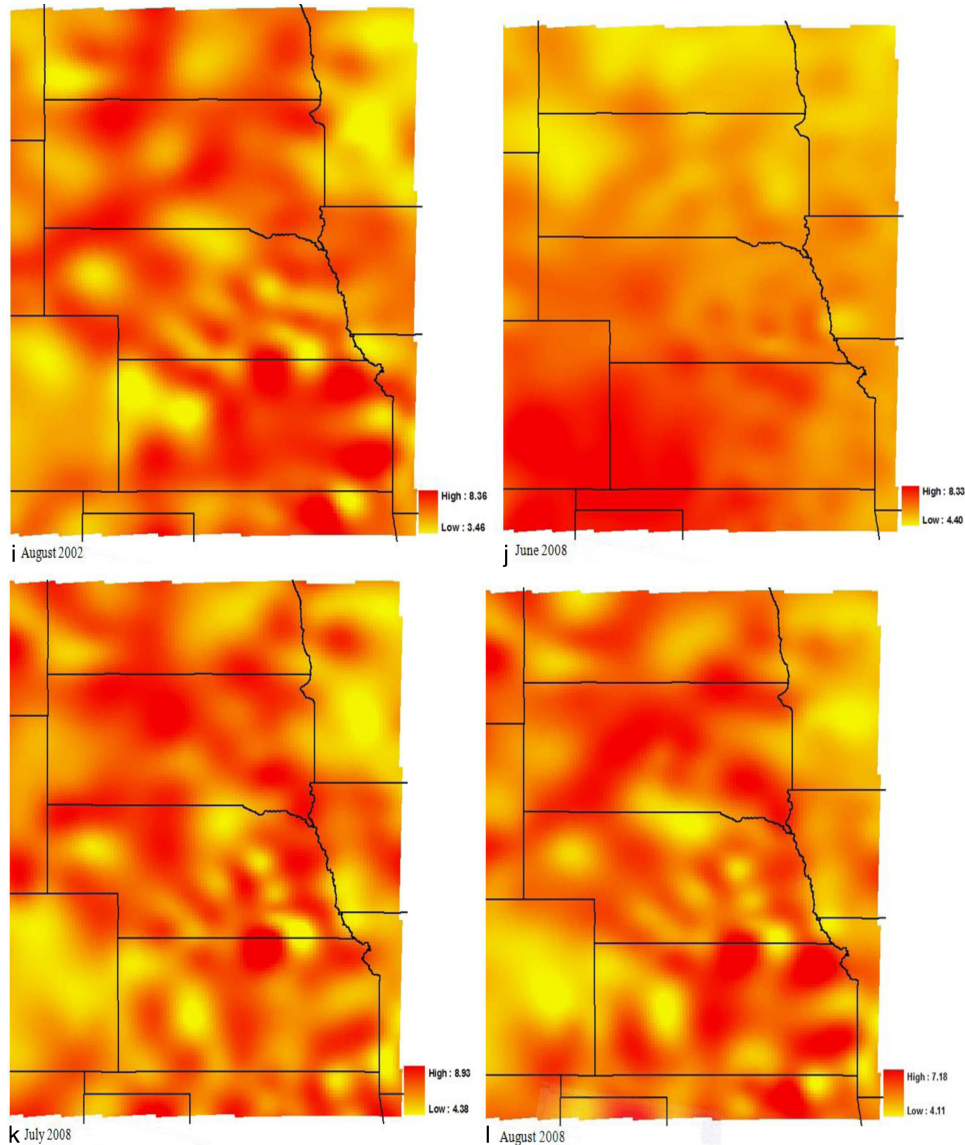 High : 8.36
Low : 3.46
i August 2002
High : 8.33
Low : 4.40
j June 2008
High : 8.93
Low : 4.38
k July 2008
High : 7.18
Low : 4.11
l August 2008